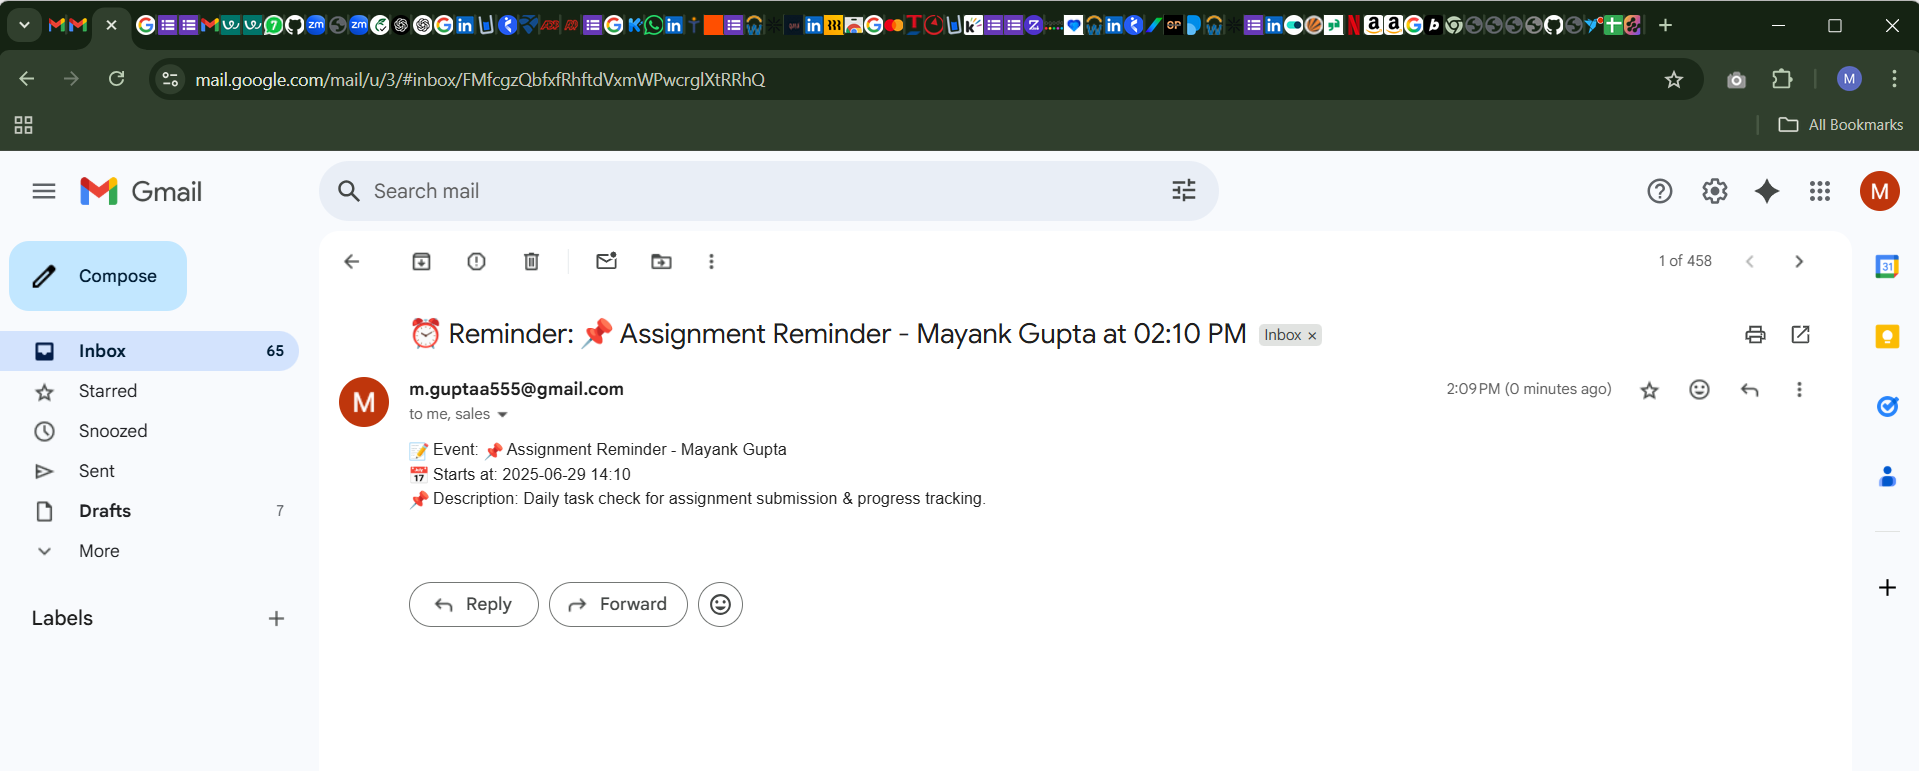 mail.google.com/mail/u/3/#inbox/FMfcgzQbfxfRhftdVxmWPwcrglXtRRhQ
M
All Bookmarks
Gmail
Search mail
M
Compose
1 of 458
31
⏰ Reminder: 📌 Assignment Reminder - Mayank Gupta at 02:10 PM
Inbox ×
Inbox 65
Starred
Snoozed
Sent
Drafts 7
More
Labels
M
m.guptaa555@gmail.com
2:09 PM (0 minutes ago)
to me, sales
📝 Event: 📌 Assignment Reminder - Mayank Gupta
📅 Starts at: 2025-06-29 14:10
📌 Description: Daily task check for assignment submission & progress tracking.
Reply
Forward